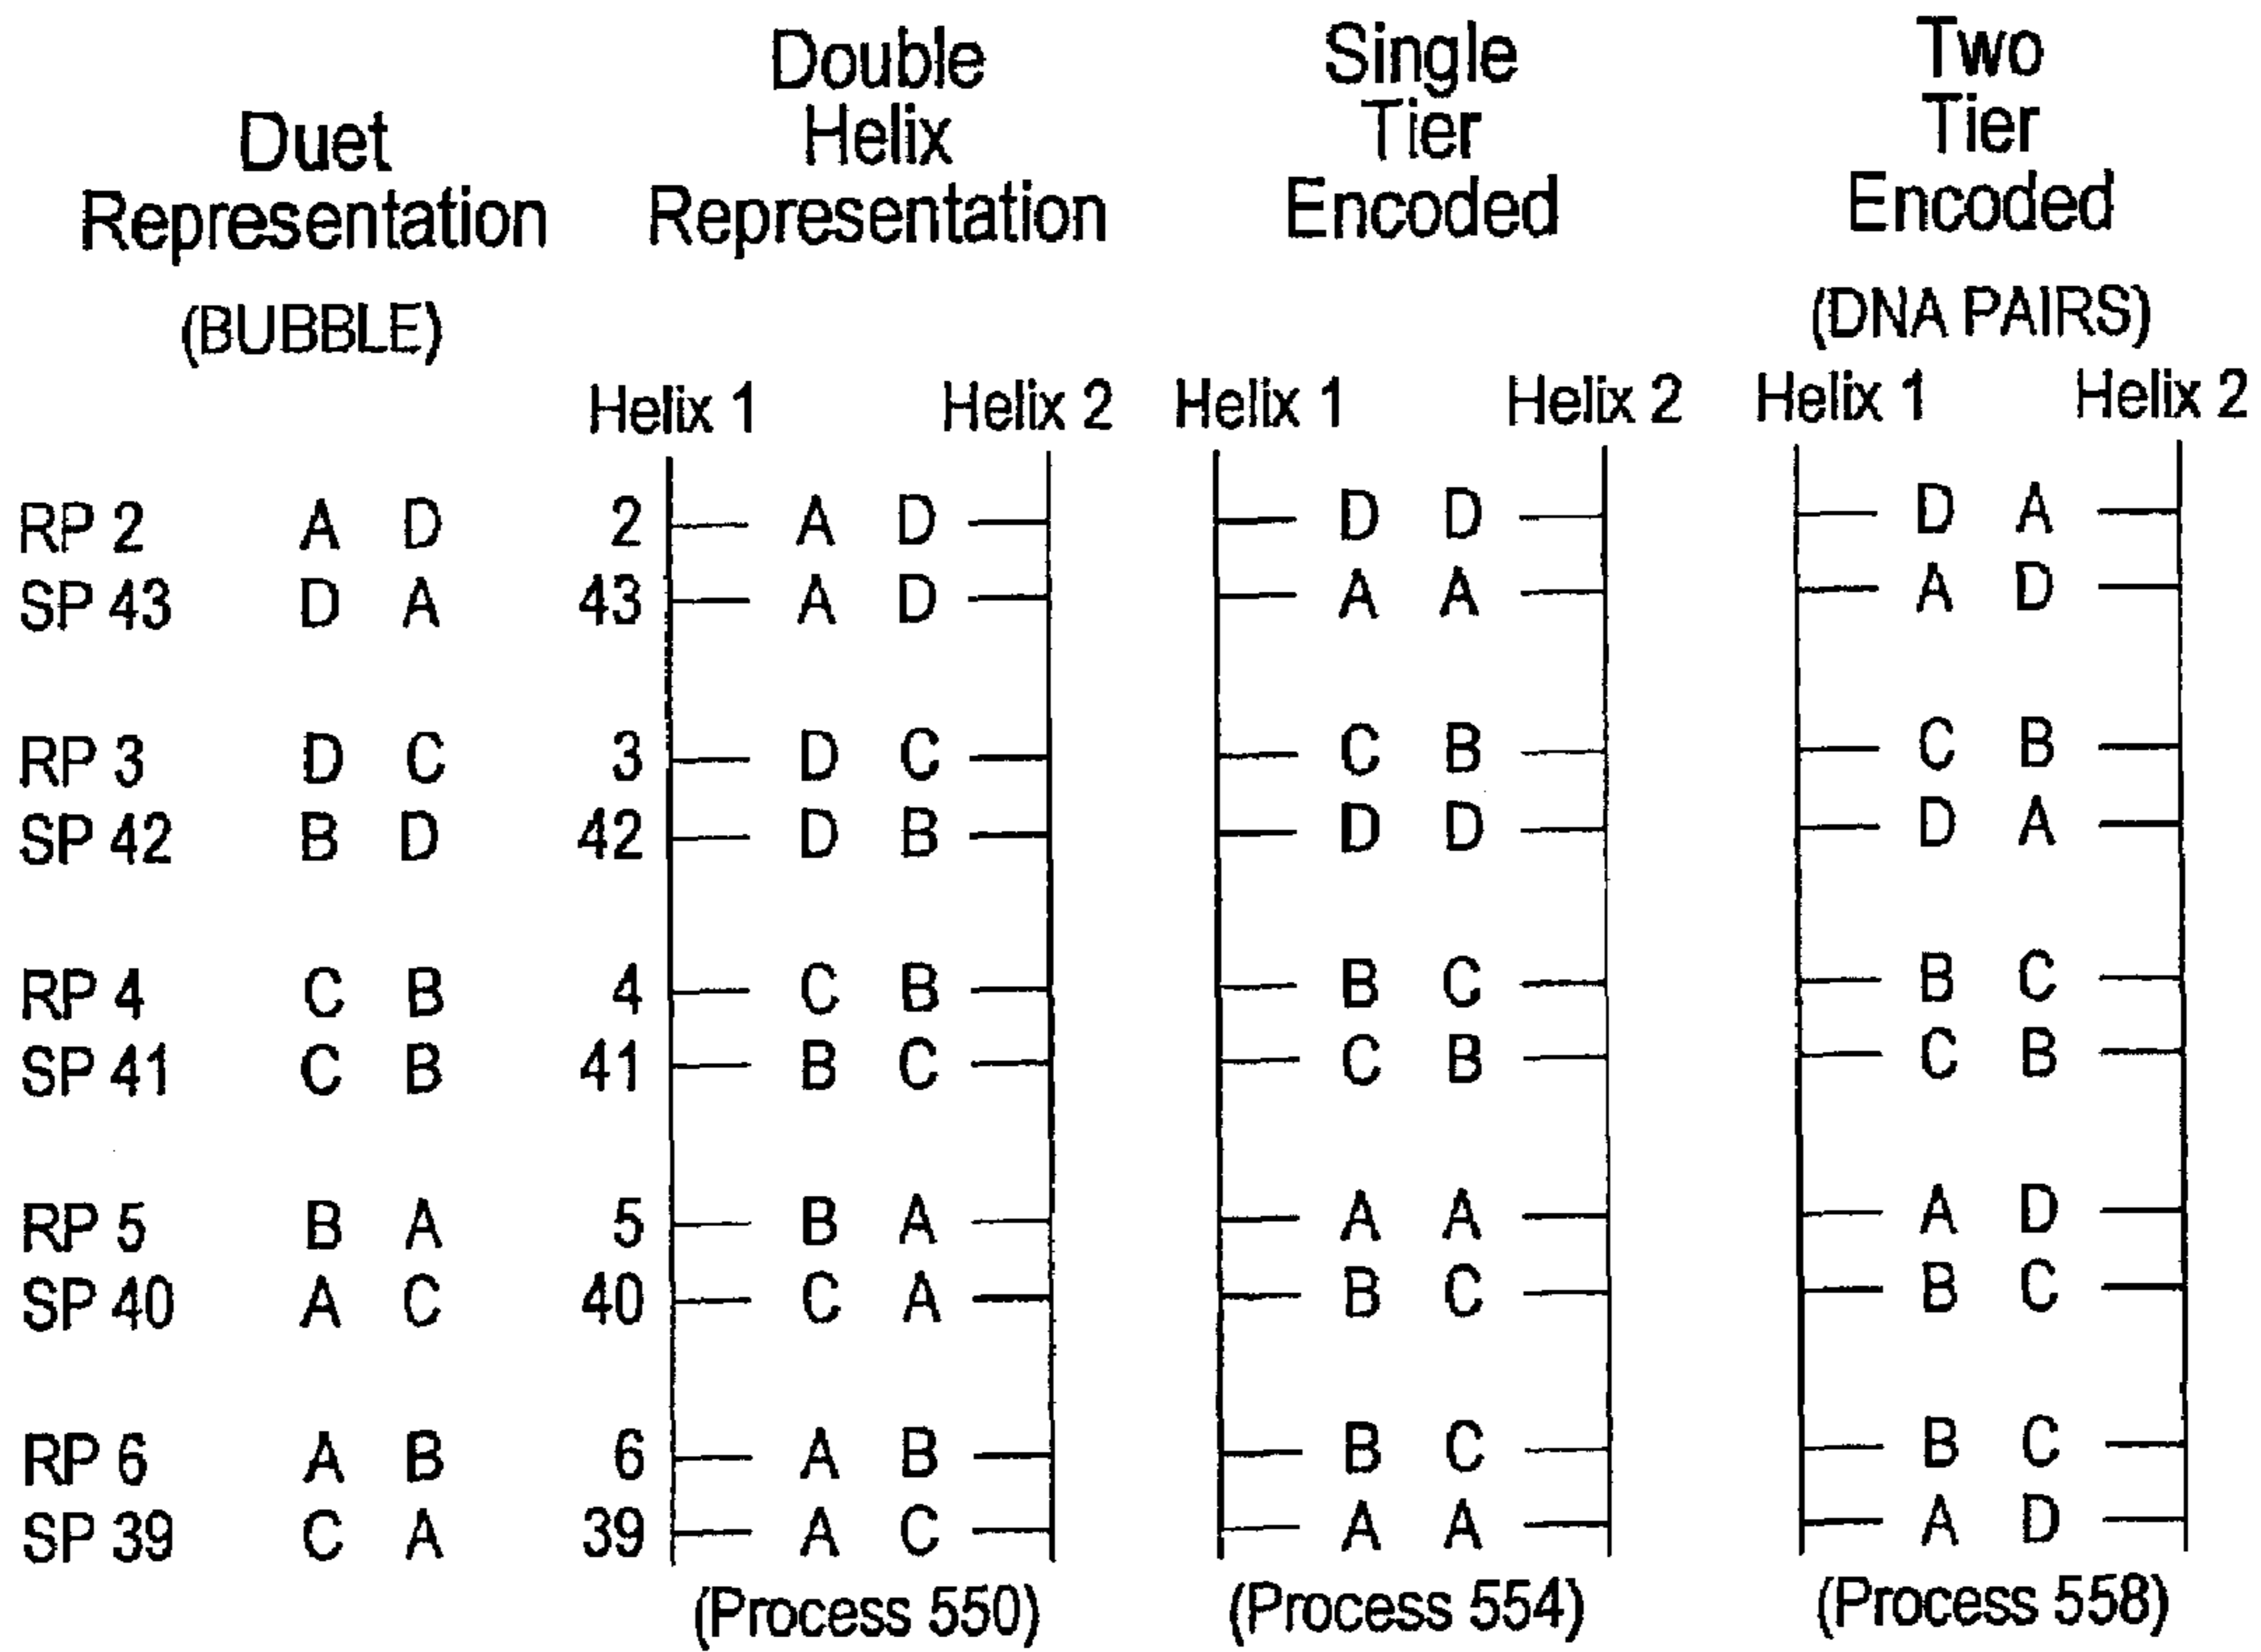 Duet Representation
(BUBBLE)
Double Helix Representation
Single Tier Encoded
Two Tier Encoded
(DNA PAIRS)
Helix 1 Helix 2 Helix 1 Helix 2 Helix 1 Helix 2
RP 2 A D 2 A D D D D A
SP 43 D A 43 A D A A A D
RP 3 D C 3 D C C B C B
SP 42 B D 42 D B D D D A
RP 4 C B 4 C B B C B C
SP 41 C B 41 B C C B C B
RP 5 B A 5 B A A A A D
SP 40 A C 40 C A B C B C
RP 6 A B 6 A B B C B C
SP 39 C A 39 A C A A A D
(Process 550) (Process 554) (Process 558)